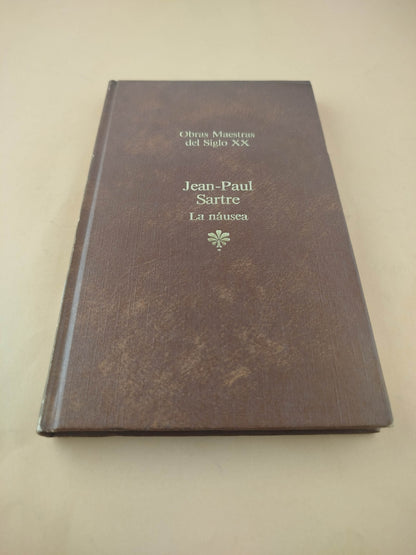 Obras Maestras
del Siglo XX
Jean-Paul
Sartre
La náusea